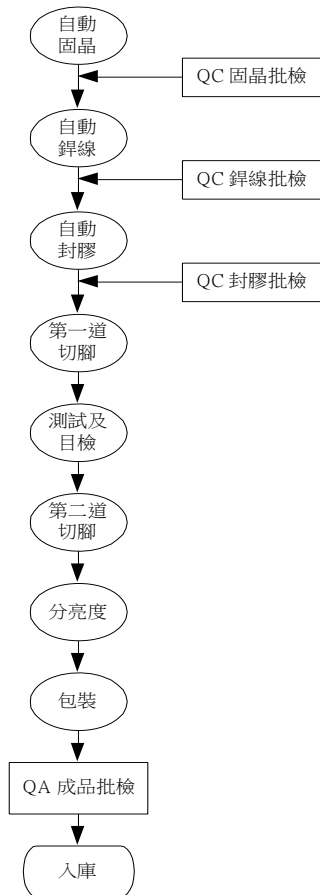 自動
固晶
QC 固晶批檢
自動
銲線
QC 銲線批檢
自動
封膠
QC 封膠批檢
第一道
切腳
測試及
目檢
第二道
切腳
分亮度
包裝
QA 成品批檢
入庫